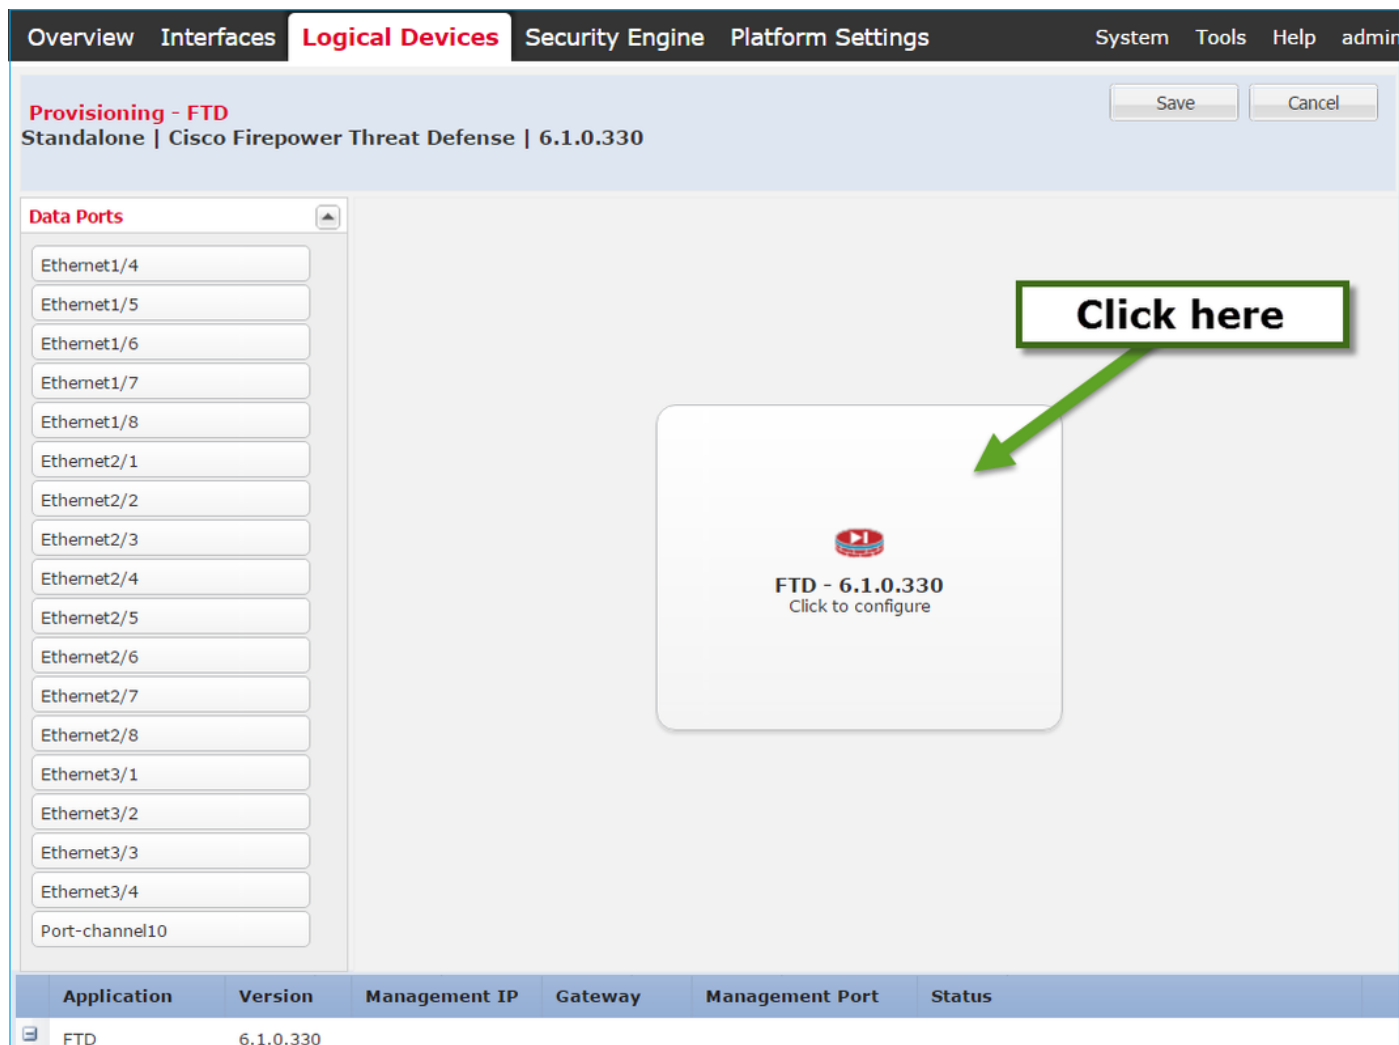 Overview Interfaces Logical Devices Security Engine Platform Settings System Tools Help admin
Save Cancel
Provisioning - FTD
Standalone | Cisco Firepower Threat Defense | 6.1.0.330
Data Ports
Ethernet1/4
Ethernet1/5
Ethernet1/6
Ethernet1/7
Ethernet1/8
Ethernet2/1
Ethernet2/2
Ethernet2/3
Ethernet2/4
Ethernet2/5
Ethernet2/6
Ethernet2/7
Ethernet2/8
Ethernet3/1
Ethernet3/2
Ethernet3/3
Ethernet3/4
Port-channel10
Click here
FTD - 6.1.0.330
Click to configure
Application Version Management IP Gateway Management Port Status
FTD 6.1.0.330